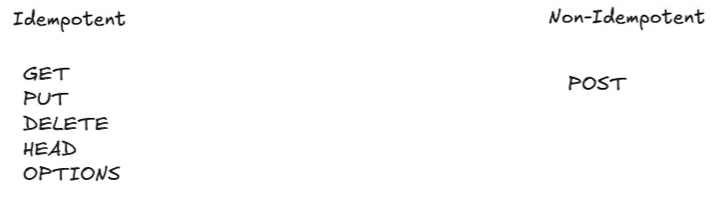 Idempotent
GET
PUT
DELETE
HEAD
OPTIONS
Non-Idempotent
POST